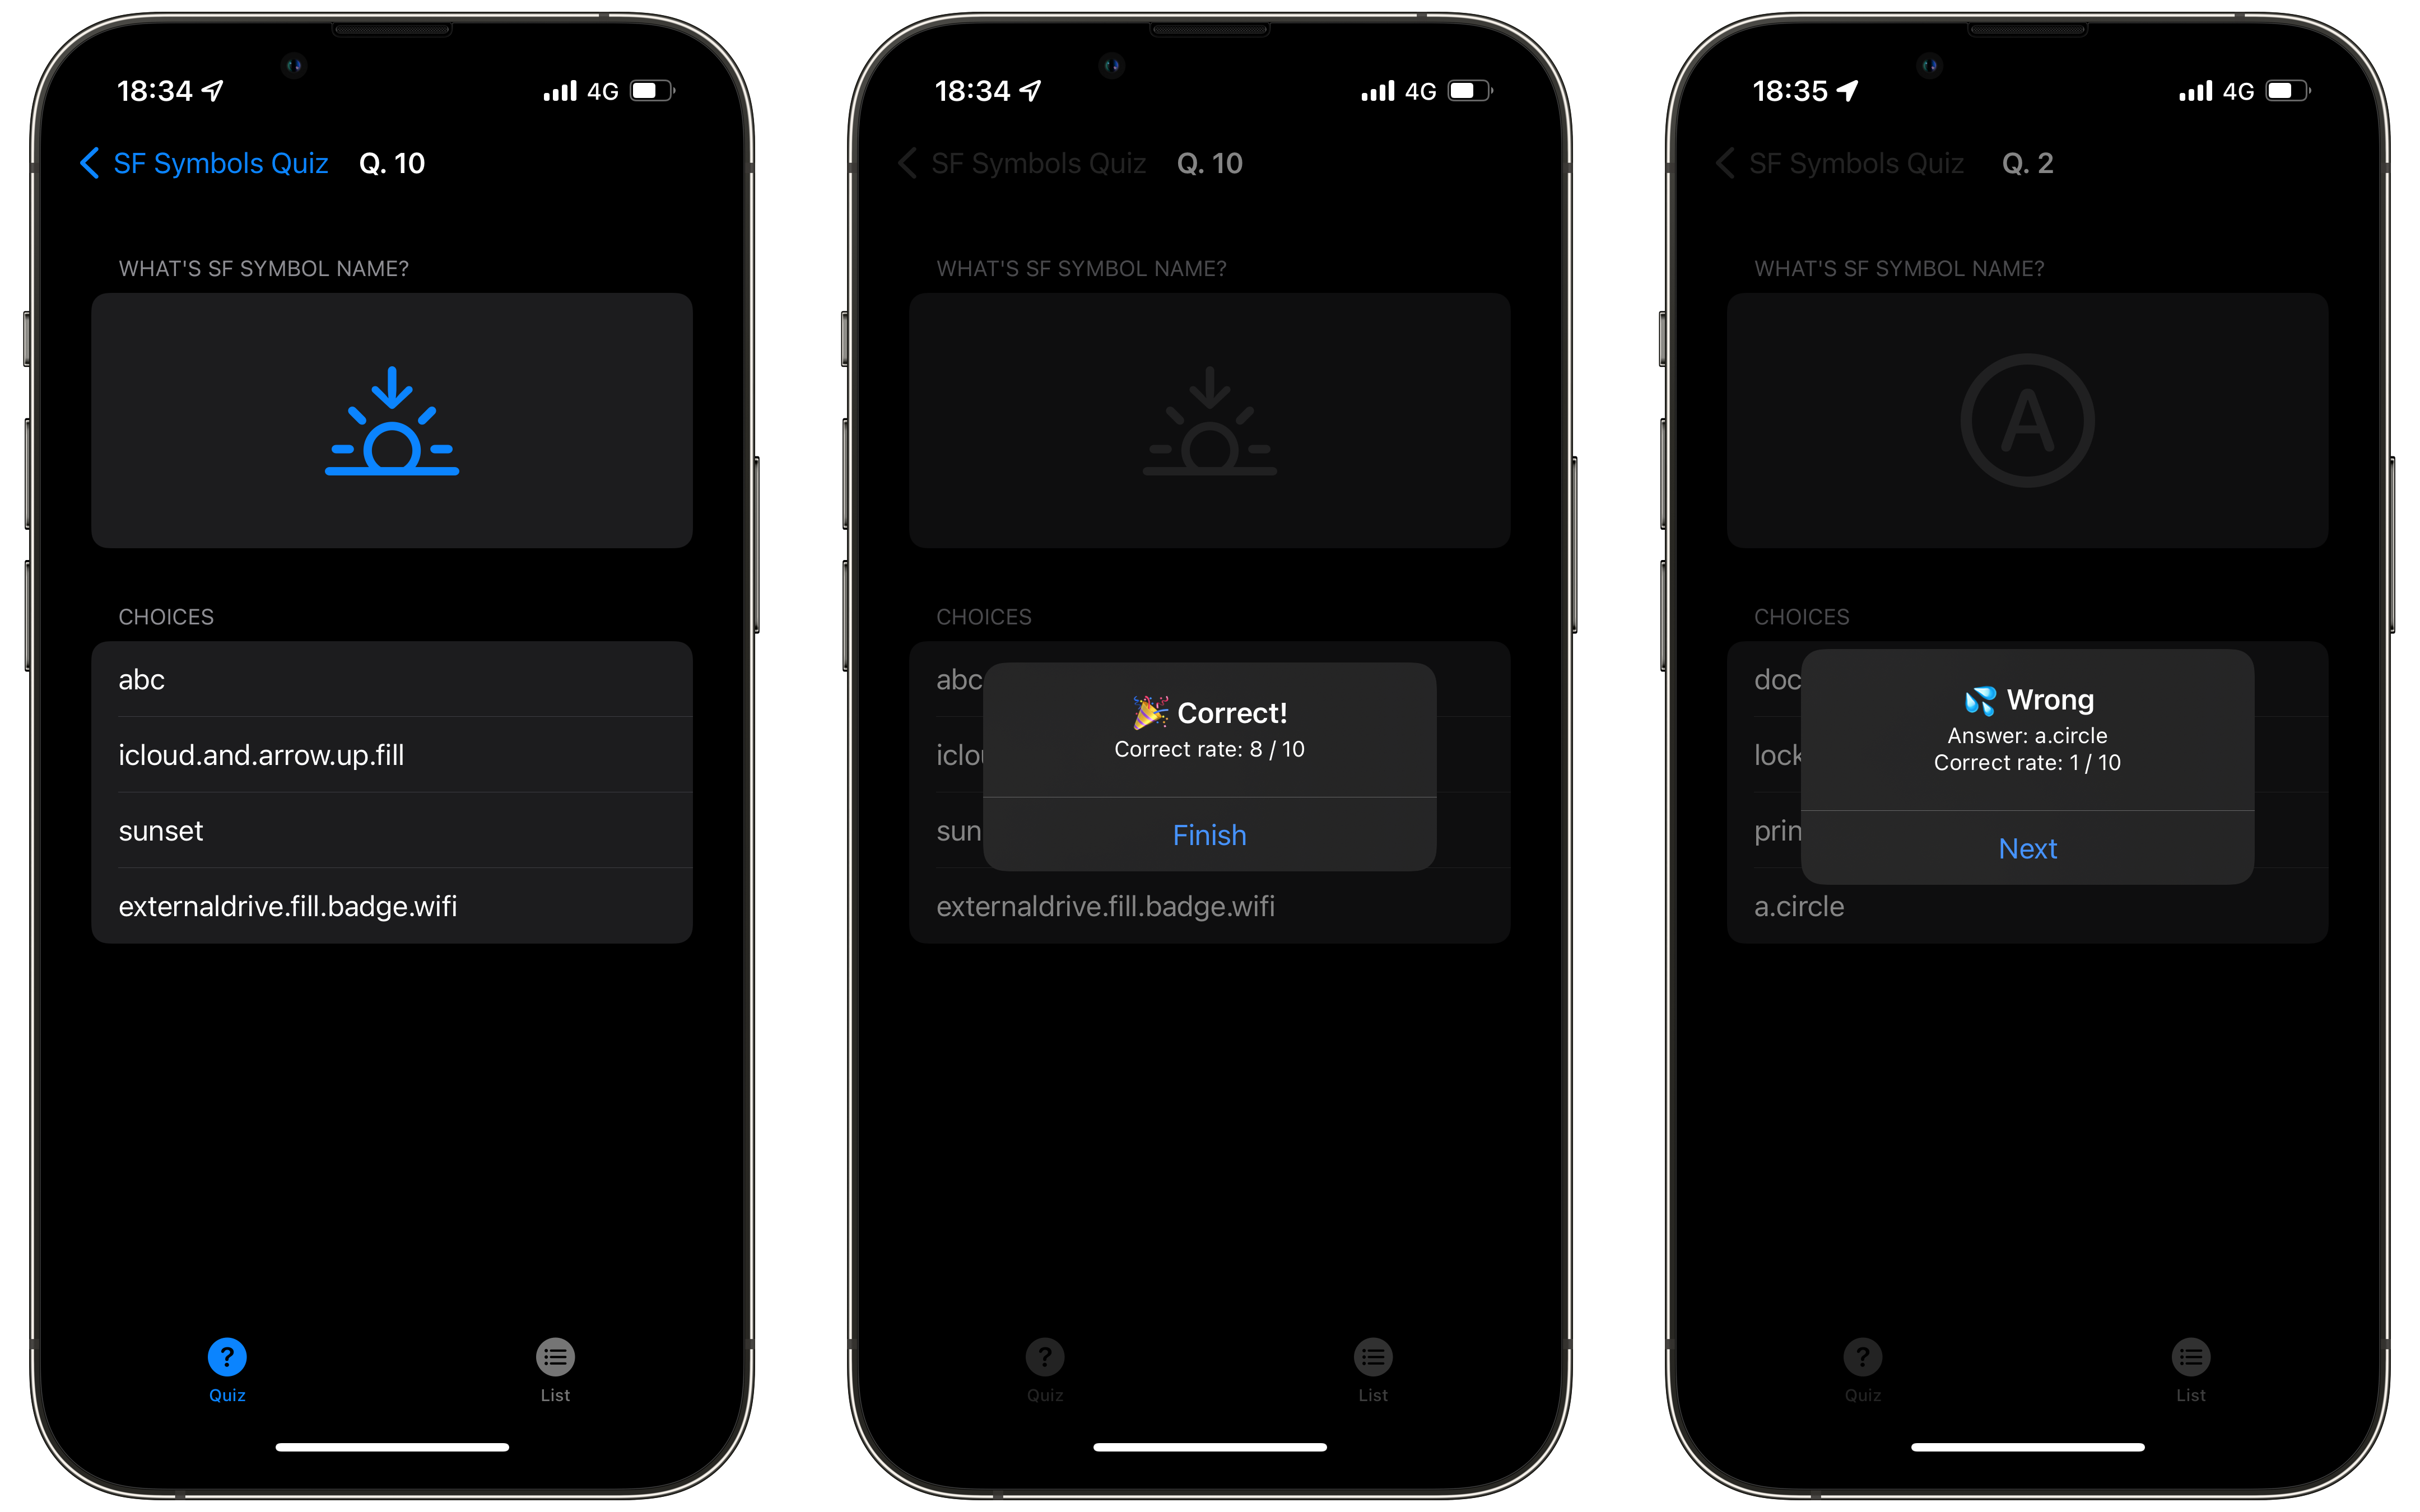 18:34 4G
SF Symbols Quiz Q. 10
WHAT'S SF SYMBOL NAME?
CHOICES
abc
icloud.and.arrow.up.fill
sunset
externaldrive.fill.badge.wifi
? Quiz
List
18:34 4G
SF Symbols Quiz Q. 10
WHAT'S SF SYMBOL NAME?
CHOICES
abc
iclou
sun
externaldrive.fill.badge.wifi
🎉 Correct!
Correct rate: 8 / 10
Finish
? Quiz
List
18:35 4G
SF Symbols Quiz Q. 2
WHAT'S SF SYMBOL NAME?
A
CHOICES
doc
lock
prin
a.circle
💦 Wrong
Answer: a.circle
Correct rate: 1 / 10
Next
? Quiz
List